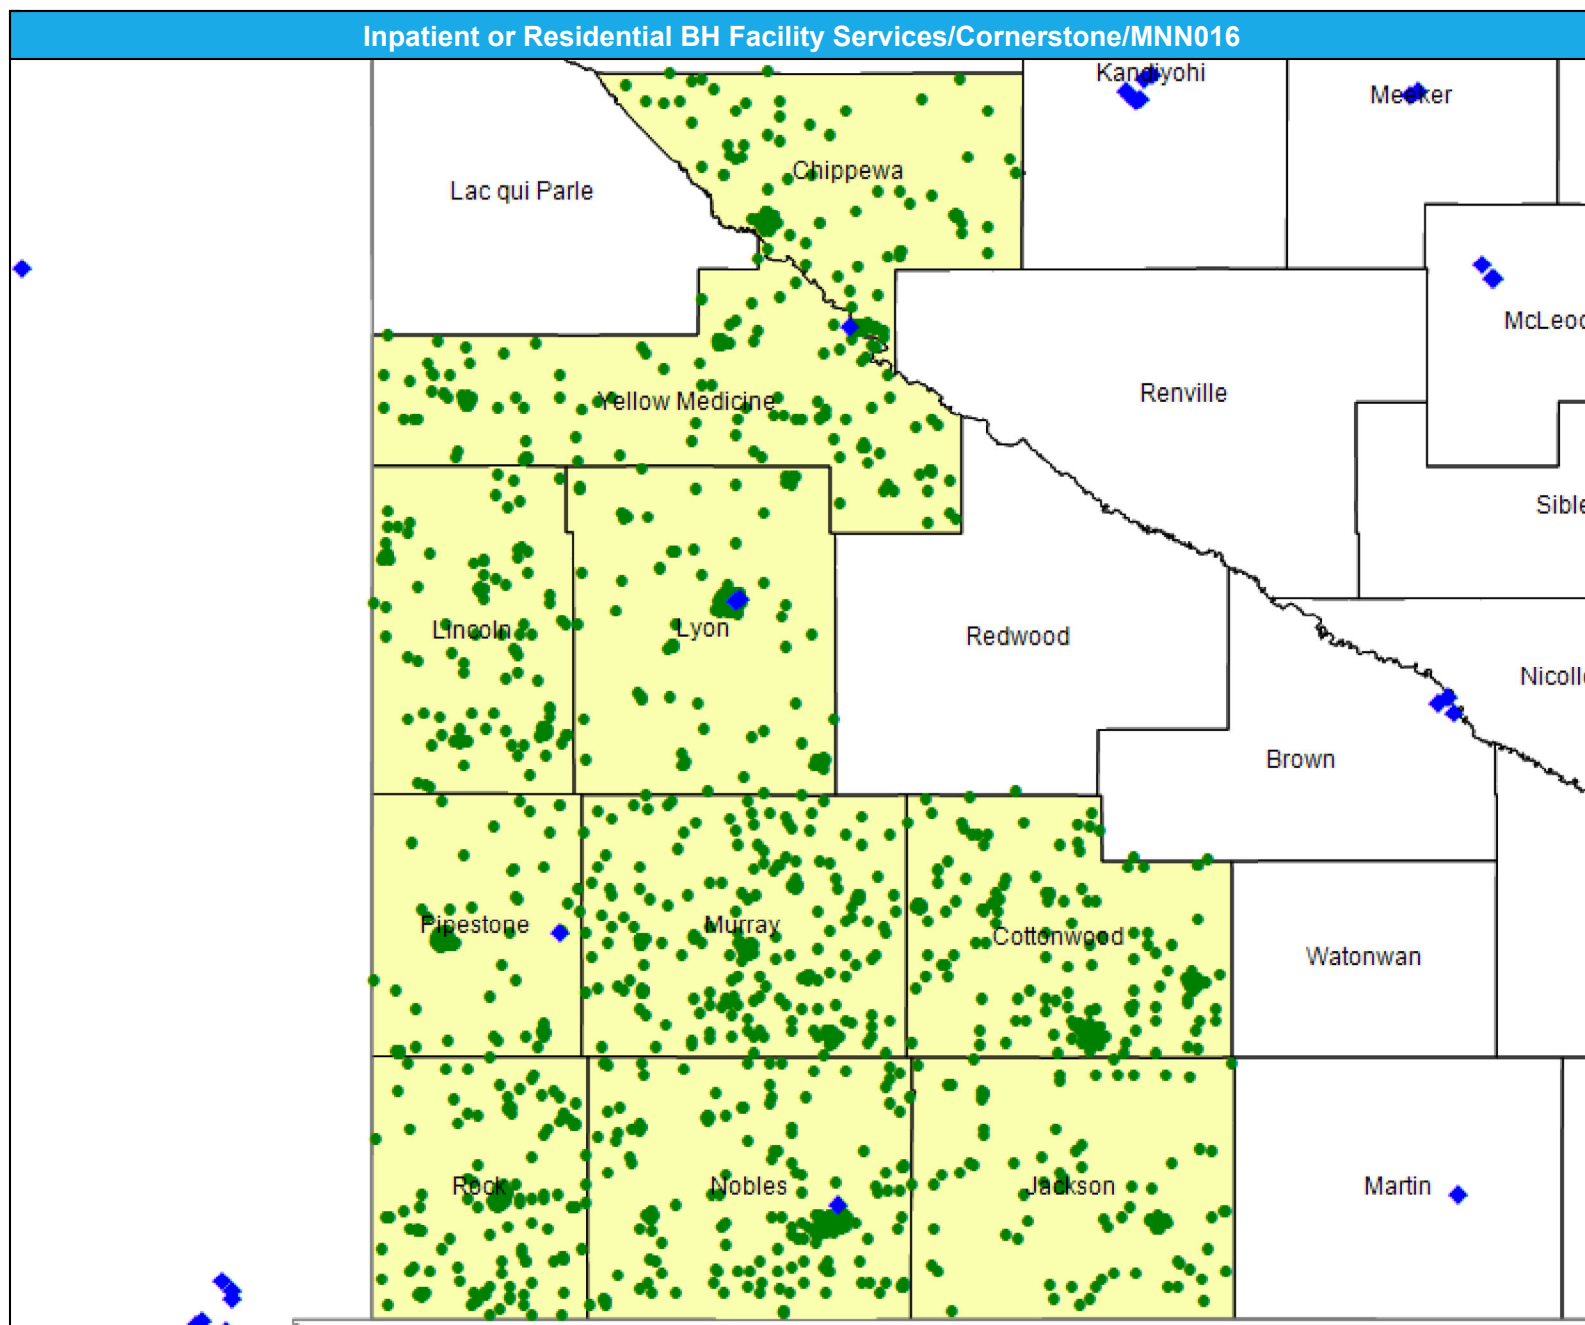 Inpatient or Residential BH Facility Services/Cornerstone/MNN016
Kandiyohi
Meeker
Chippewa
Lac qui Parle
McLeod
Renville
Yellow Medicine
Sible
Lincoln
Lyon
Redwood
Nicolle
Brown
Pipestone
Murray
Cottonwood
Watonwan
Rock
Nobles
Jackson
Martin